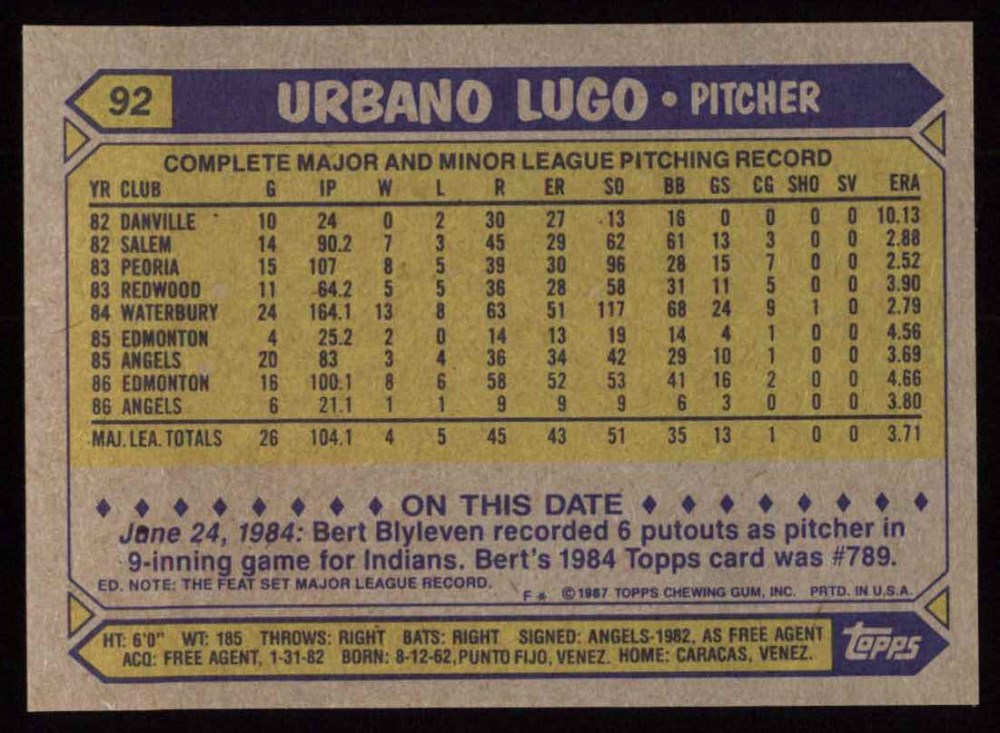 92 URBANO LUGO • PITCHER
COMPLETE MAJOR AND MINOR LEAGUE PITCHING RECORD
YR CLUB G IP W L R ER SO BB GS CG SHO SV ERA
82 DANVILLE 10 24 0 2 30 27 13 16 0 0 0 0 10.13
82 SALEM 14 90.2 7 3 45 29 62 61 13 3 0 0 2.88
83 PEORIA 15 107 8 5 39 30 96 28 15 7 0 0 2.52
83 REDWOOD 11 64.2 5 5 36 28 58 31 11 5 0 0 3.90
84 WATERBURY 24 164.1 13 8 63 51 117 68 24 9 1 0 2.79
85 EDMONTON 4 25.2 2 0 14 13 19 14 4 1 0 0 4.56
85 ANGELS 20 83 3 4 36 34 42 29 10 1 0 0 3.69
86 EDMONTON 16 100.1 8 6 58 52 53 41 16 2 0 0 4.66
86 ANGELS 6 21.1 1 1 9 9 9 6 3 0 0 0 3.80
MAJ. LEA. TOTALS 26 104.1 4 5 45 43 51 35 13 1 0 0 3.71
ON THIS DATE
June 24, 1984: Bert Blyleven recorded 6 putouts as pitcher in
9-inning game for Indians. Bert's 1984 Topps card was #789.
ED. NOTE: THE FEAT SET MAJOR LEAGUE RECORD.
F* ©1987 TOPPS CHEWING GUM, INC. PRTD. IN U.S.A.
HT: 6'0" WT: 185 THROWS: RIGHT BATS: RIGHT SIGNED: ANGELS-1982, AS FREE AGENT
ACQ: FREE AGENT, 1-31-82 BORN: 8-12-62, PUNTO FIJO, VENEZ. HOME: CARACAS, VENEZ.
TOPPS